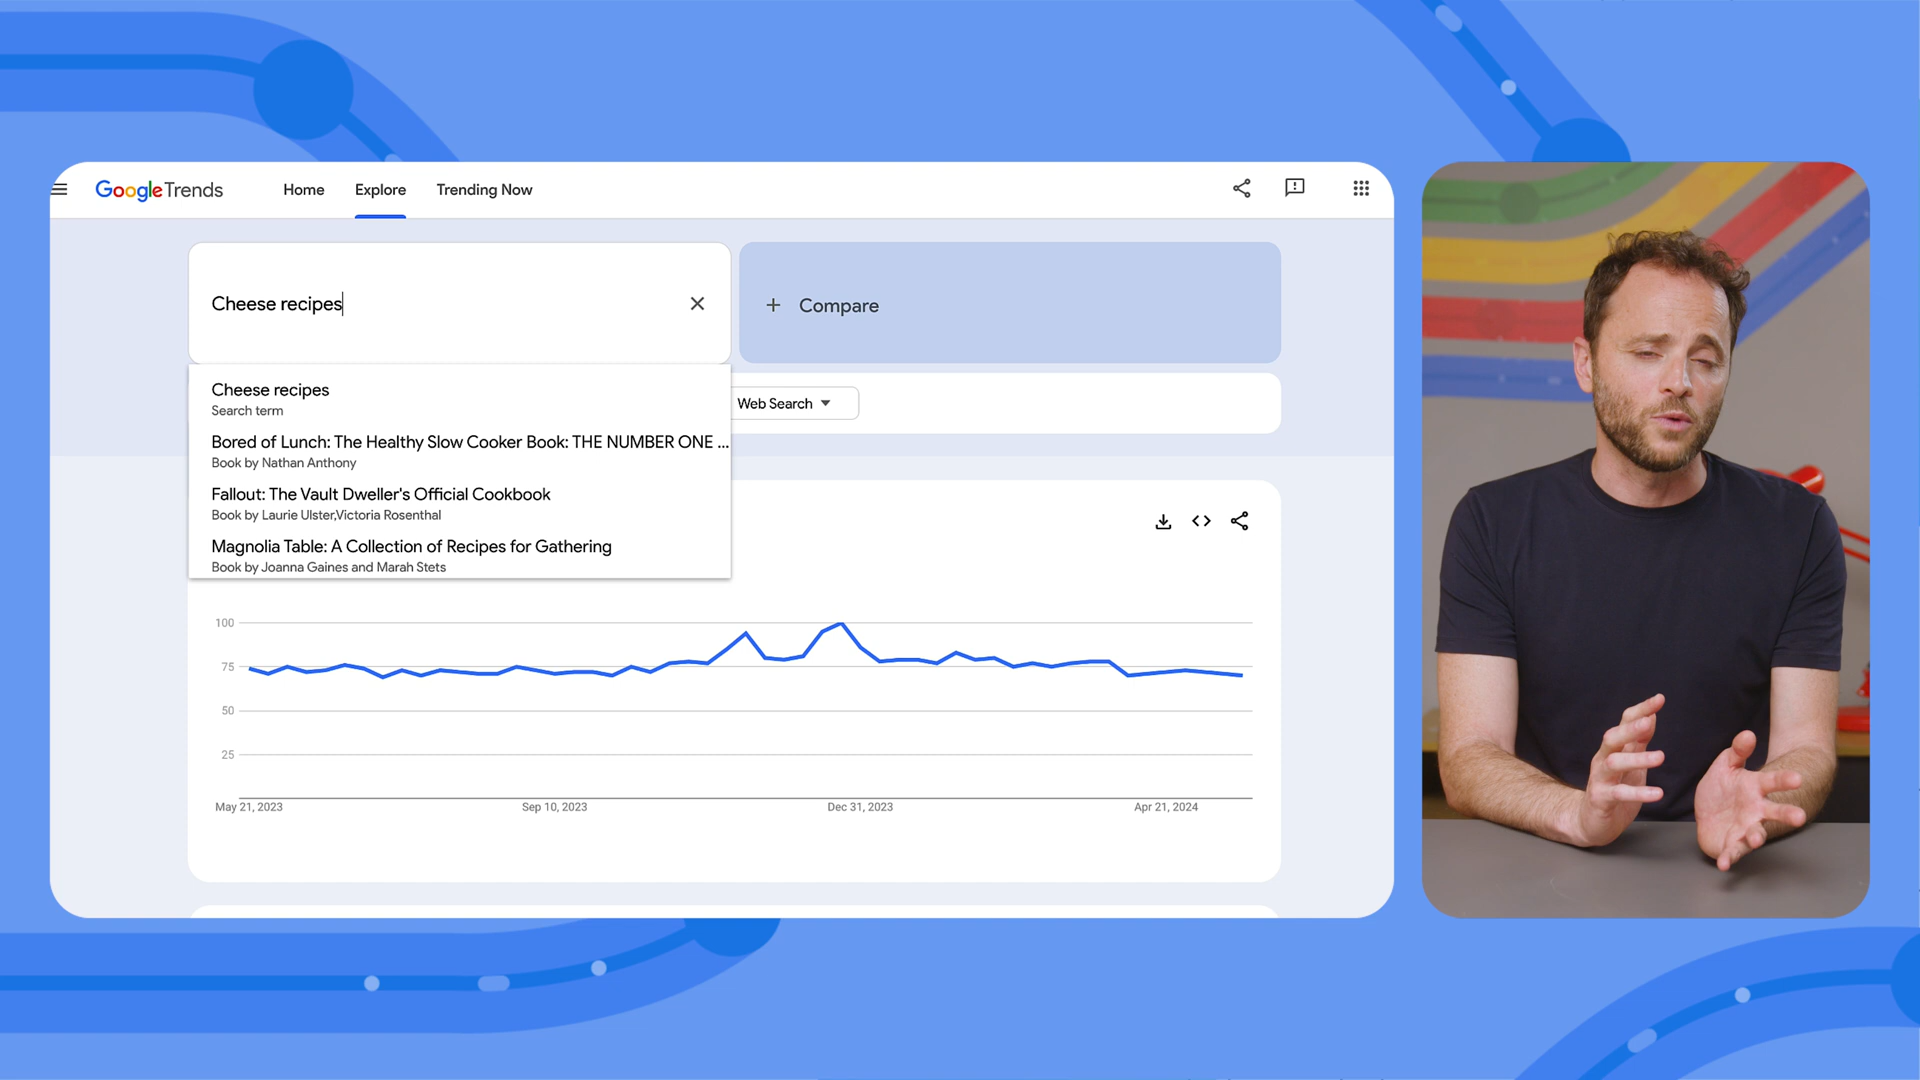 Google Trends
Home
Explore
Trending Now
Cheese recipes
+ Compare
Cheese recipes
Search term
Bored of Lunch: The Healthy Slow Cooker Book: THE NUMBER ONE ...
Book by Nathan Anthony
Fallout: The Vault Dweller's Official Cookbook
Book by Laurie Ulster,Victoria Rosenthal
Magnolia Table: A Collection of Recipes for Gathering
Book by Joanna Gaines and Marah Stets
Web Search
100
75
50
25
May 21, 2023
Sep 10, 2023
Dec 31, 2023
Apr 21, 2024